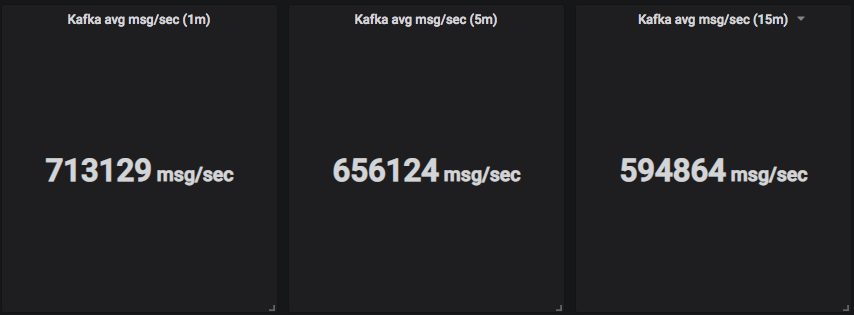 Kafka avg msg/sec (1m)
713129 msg/sec
Kafka avg msg/sec (5m)
656124 msg/sec
Kafka avg msg/sec (15m)
594864 msg/sec